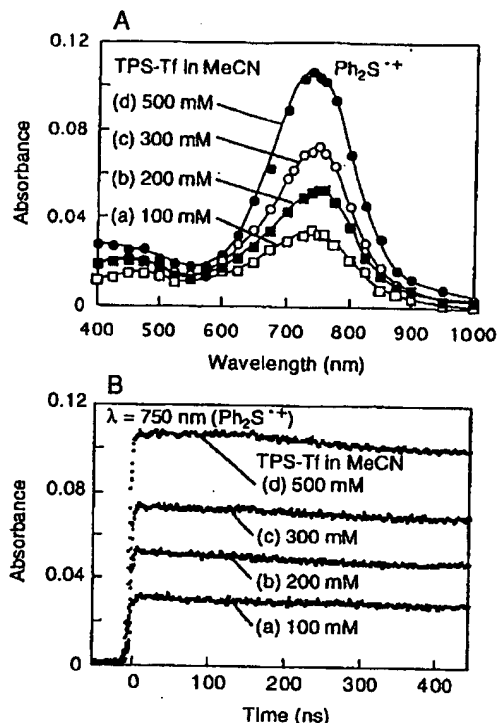 A
0.12
TPS-Tf in MeCN
Ph2S•+
(d) 500 mM
0.08
(c) 300 mM
(b) 200 mM
0.04
(a) 100 mM
0
Absorbance
400 500 600 700 800 900 1000
Wavelength (nm)
B
0.12
λ = 750 nm (Ph2S•+)
TPS-Tf in MeCN
(d) 500 mM
0.08
(c) 300 mM
(b) 200 mM
0.04
(a) 100 mM
0
Absorbance
0 100 200 300 400
Time (ns)